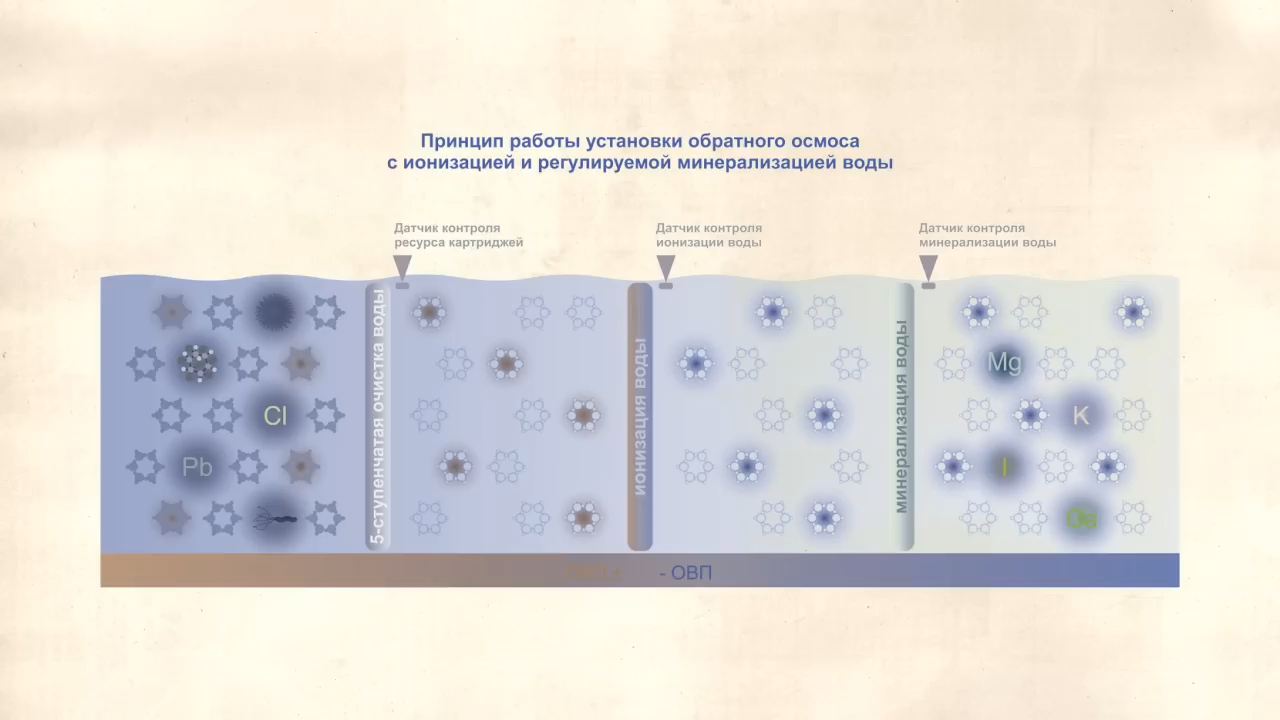 Принцип работы установки обратного осмоса
с ионизацией и регулируемой минерализацией воды
Датчик контроля
ресурса картриджей
Датчик контроля
ионизации воды
Датчик контроля
минерализации воды
5-ступенчатая очистка воды
ионизация воды
минерализация воды
Cl
Pb
Mg
K
I
ОВП +
- ОВП